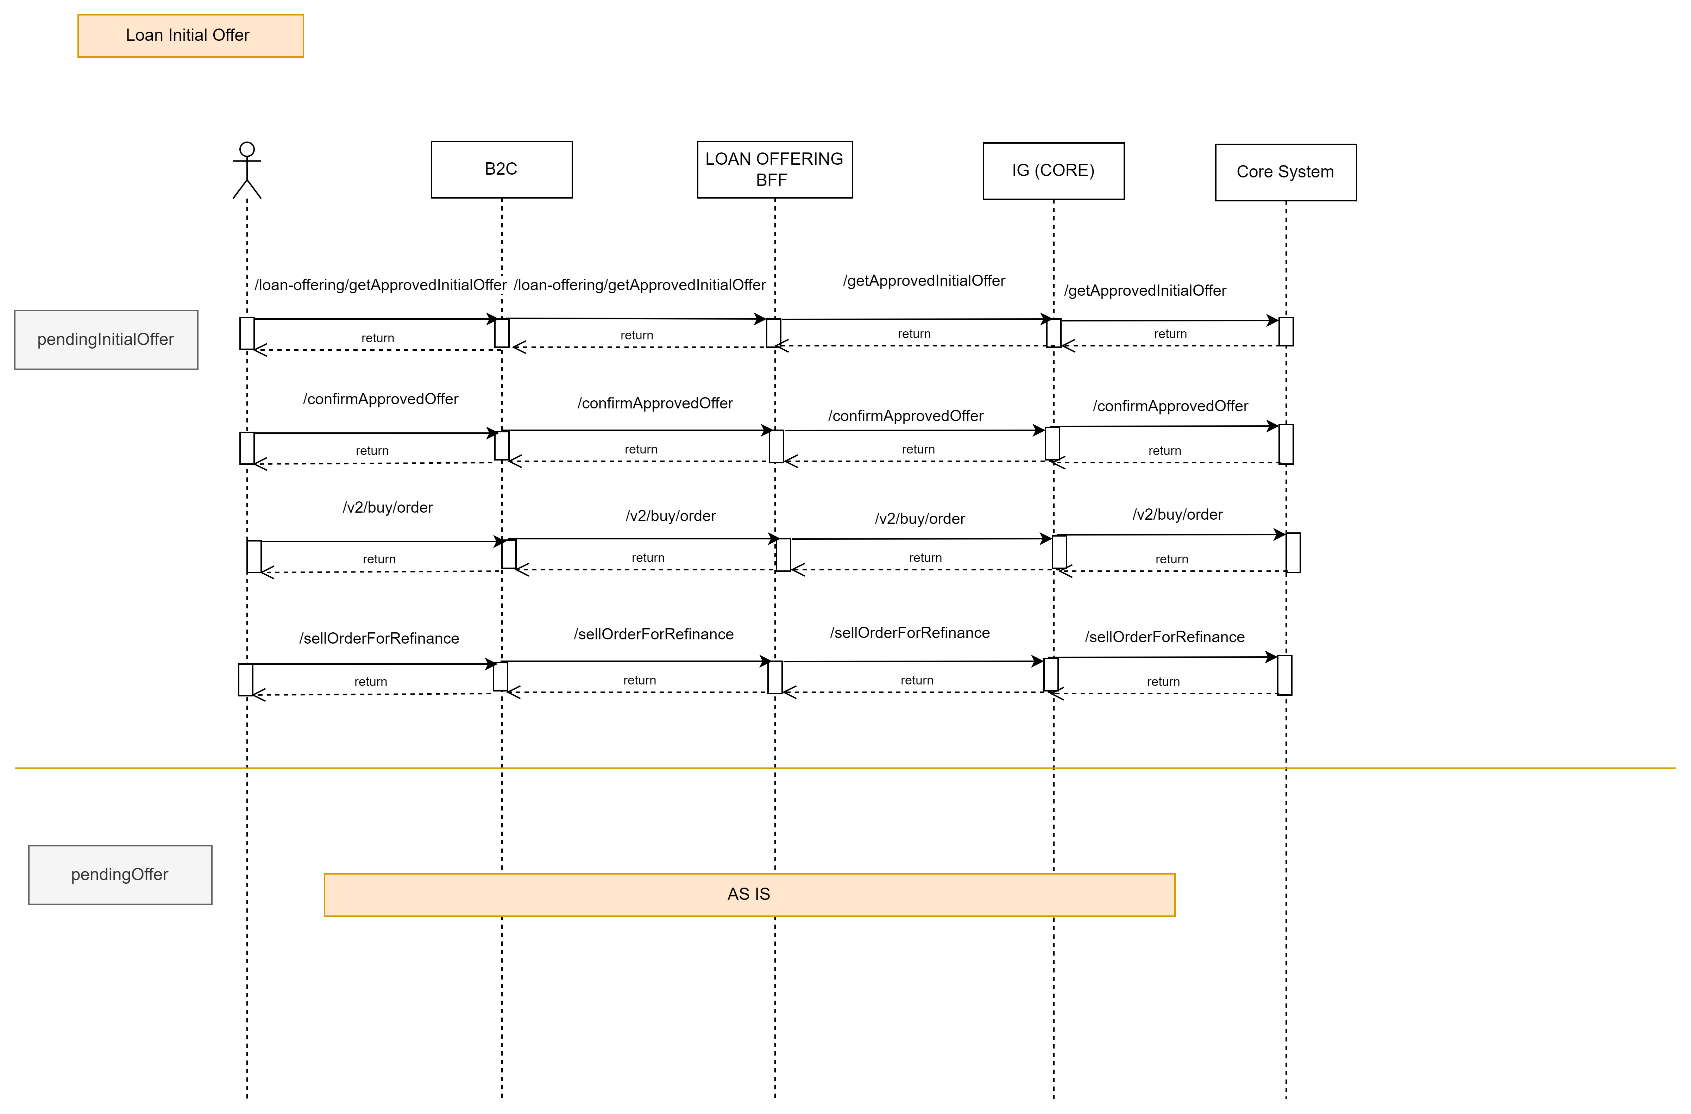 Loan Initial Offer
B2C
LOAN OFFERING
BFF
IG (CORE)
Core System
/loan-offering/getApprovedInitialOffer
/loan-offering/getApprovedInitialOffer
/getApprovedInitialOffer
/getApprovedInitialOffer
pendingInitialOffer
return
return
return
return
/confirmApprovedOffer
/confirmApprovedOffer
/confirmApprovedOffer
/confirmApprovedOffer
return
return
return
return
/v2/buy/order
/v2/buy/order
/v2/buy/order
/v2/buy/order
return
return
return
return
/sellOrderForRefinance
/sellOrderForRefinance
/sellOrderForRefinance
/sellOrderForRefinance
return
return
return
return
pendingOffer
AS IS